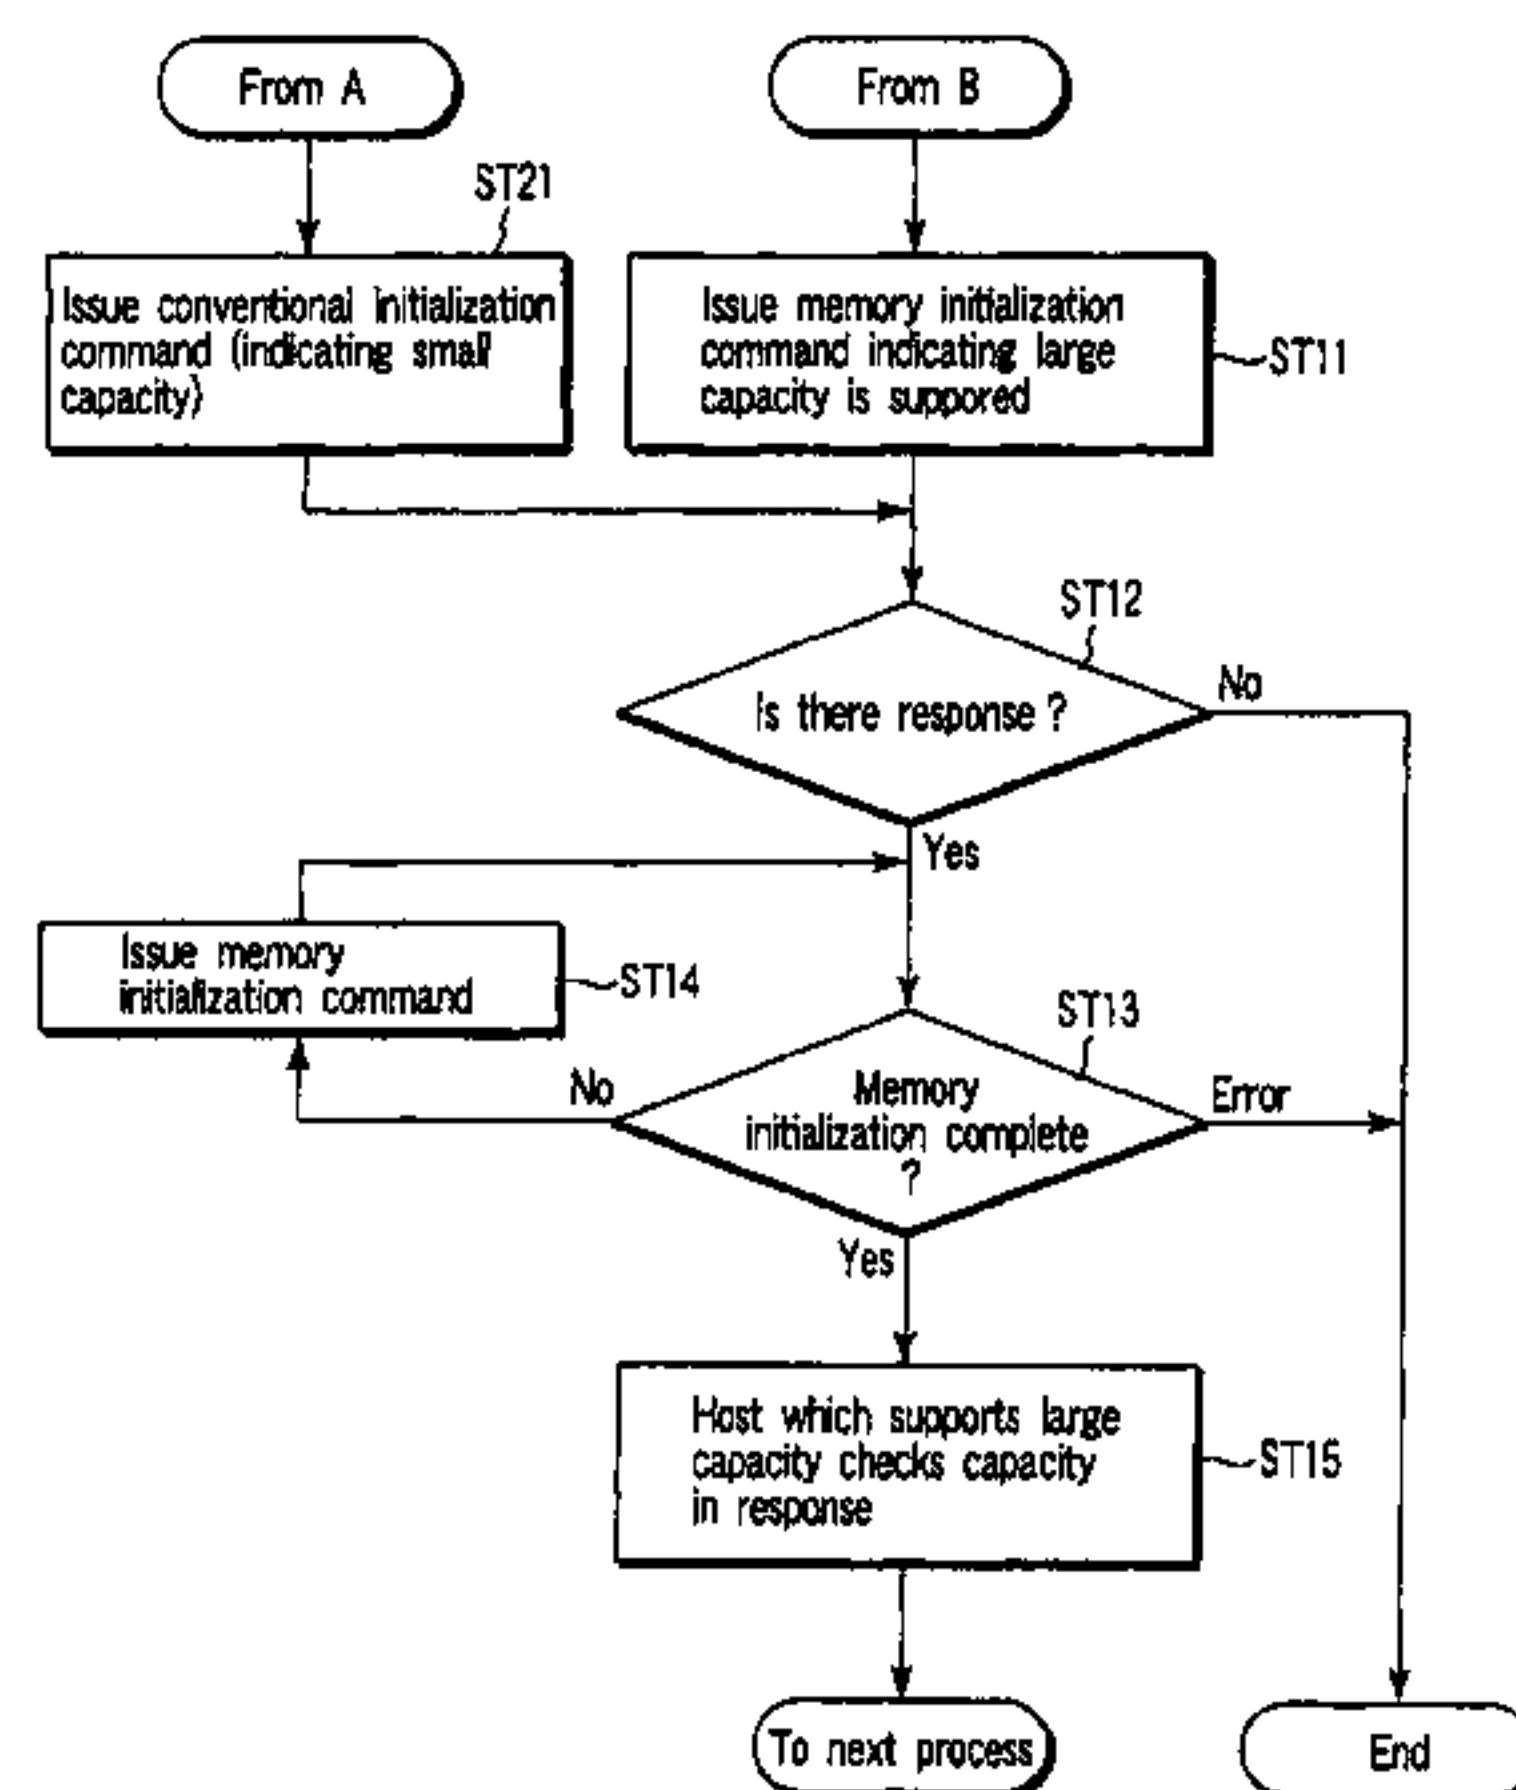 From A
From B
ST21
Issue conventional initialization
command (indicating small
capacity)
Issue memory initialization
command indicating large
capacity is suppored
ST11
ST12
Is there response ?
No
Yes
Issue memory
initialization command
ST14
ST13
No
Memory
initialization complete
?
Error
Yes
Host which supports large
capacity checks capacity
in response
ST15
To next process
End